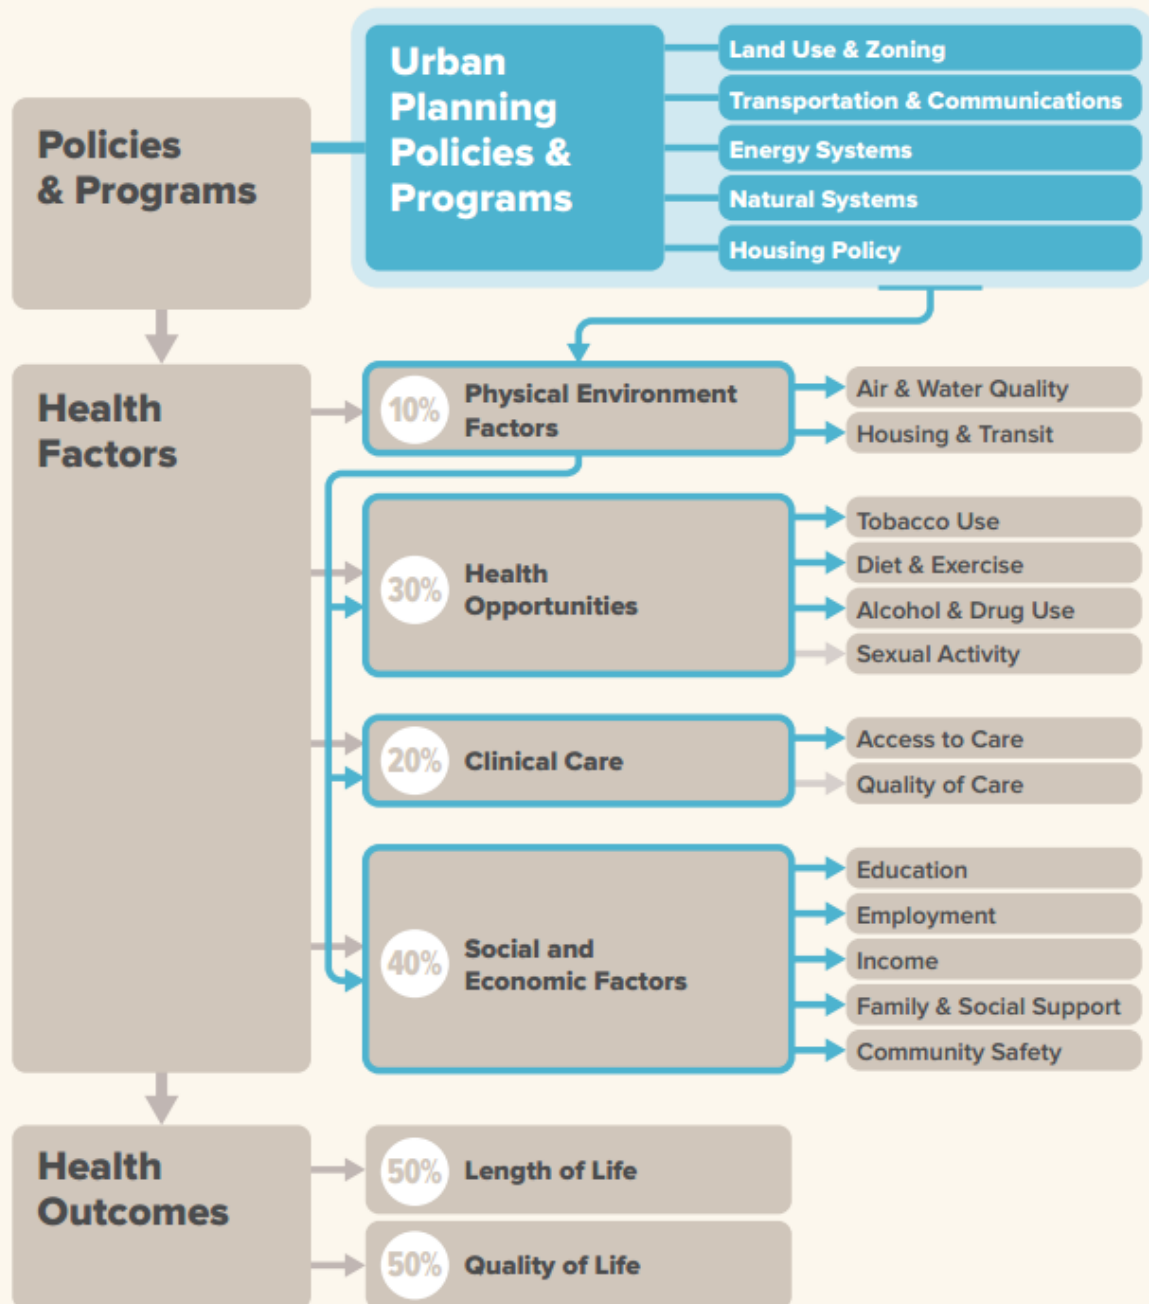 Policies
& Programs
Urban
Planning
Policies &
Programs
Land Use & Zoning
Transportation & Communications
Energy Systems
Natural Systems
Housing Policy
Health
Factors
10%
Physical Environment
Factors
Air & Water Quality
Housing & Transit
30%
Health
Opportunities
Tobacco Use
Diet & Exercise
Alcohol & Drug Use
Sexual Activity
20%
Clinical Care
Access to Care
Quality of Care
40%
Social and
Economic Factors
Education
Employment
Income
Family & Social Support
Community Safety
Health
Outcomes
50%
Length of Life
50%
Quality of Life